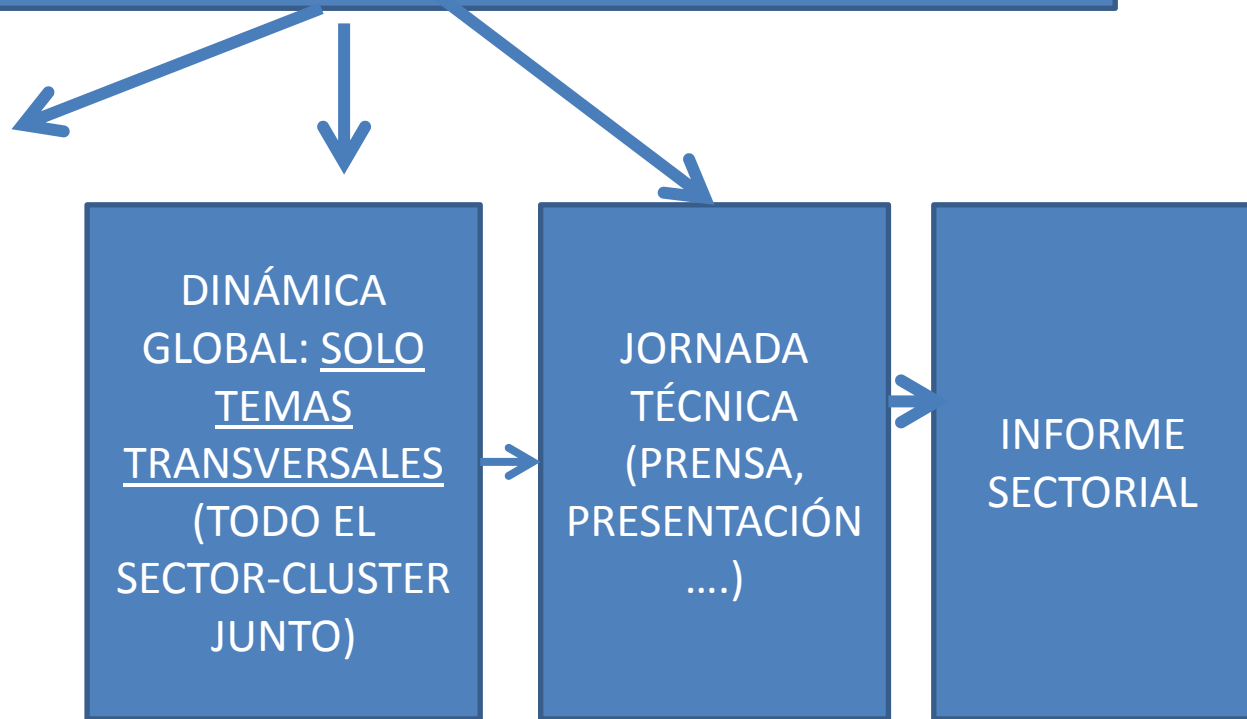 DINÁMICA
GLOBAL: SOLO
TEMAS
TRANSVERSALES
(TODO EL
SECTOR-CLUSTER
JUNTO)
JORNADA
TÉCNICA
(PRENSA,
PRESENTACIÓN
....)
INFORME
SECTORIAL